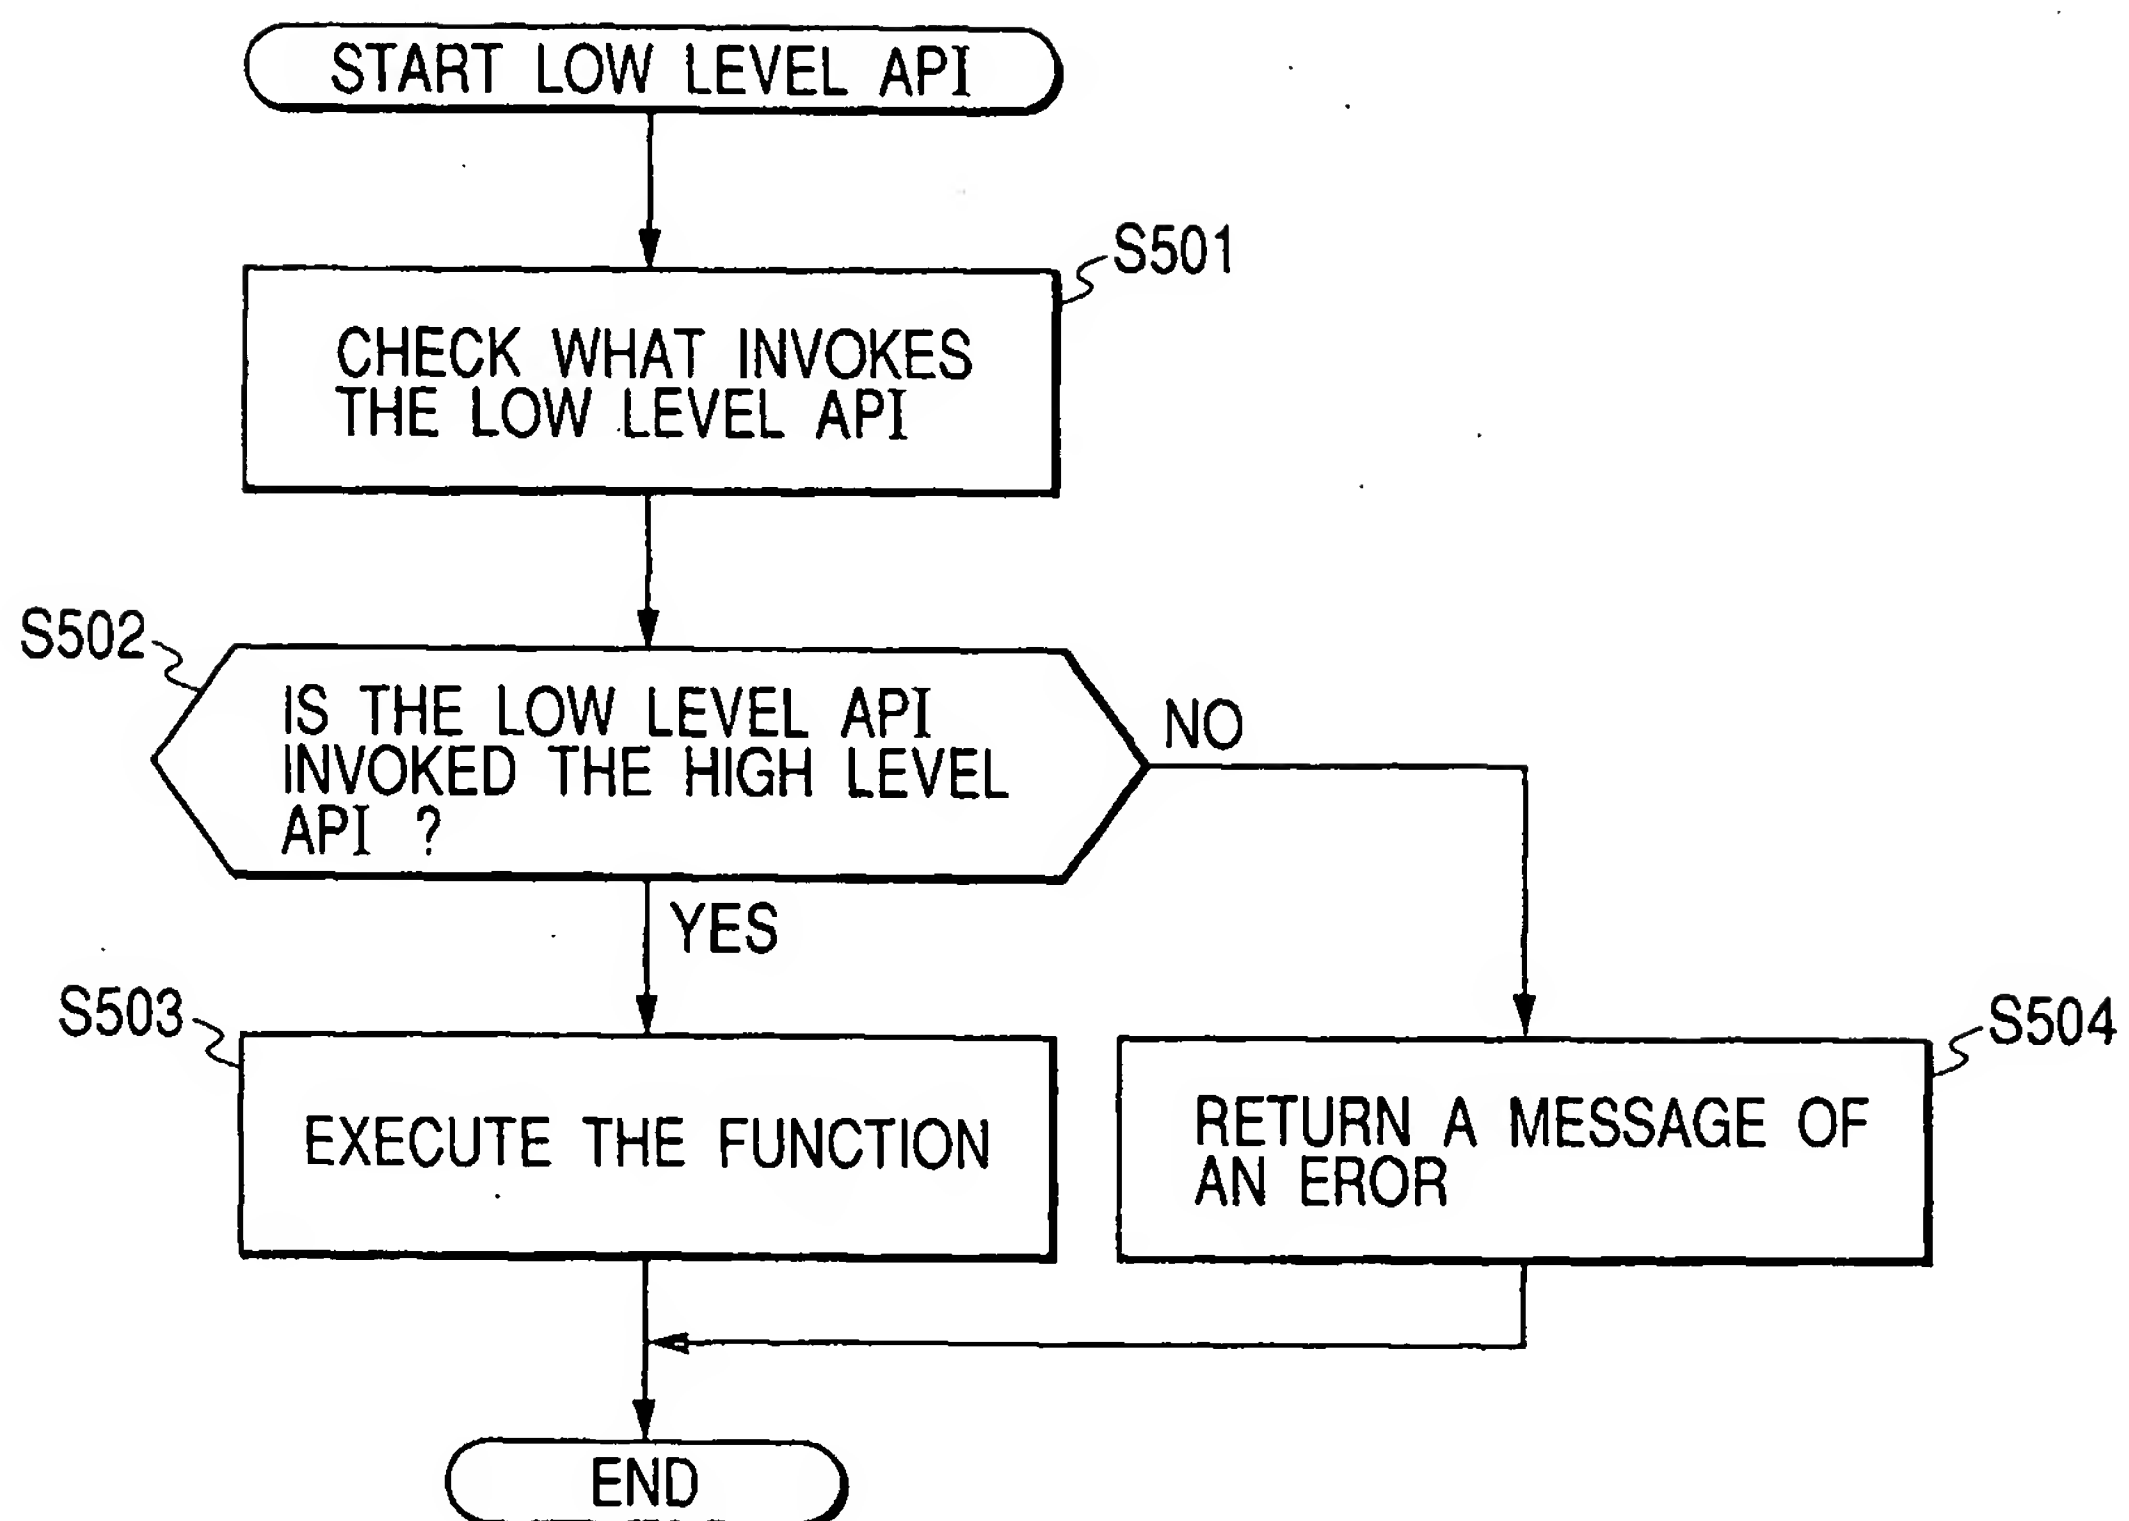 START LOW LEVEL API
S501
CHECK WHAT INVOKES
THE LOW LEVEL API
S502
IS THE LOW LEVEL API
INVOKED THE HIGH LEVEL
API ?
NO
YES
S503
EXECUTE THE FUNCTION
S504
RETURN A MESSAGE OF
AN EROR
END